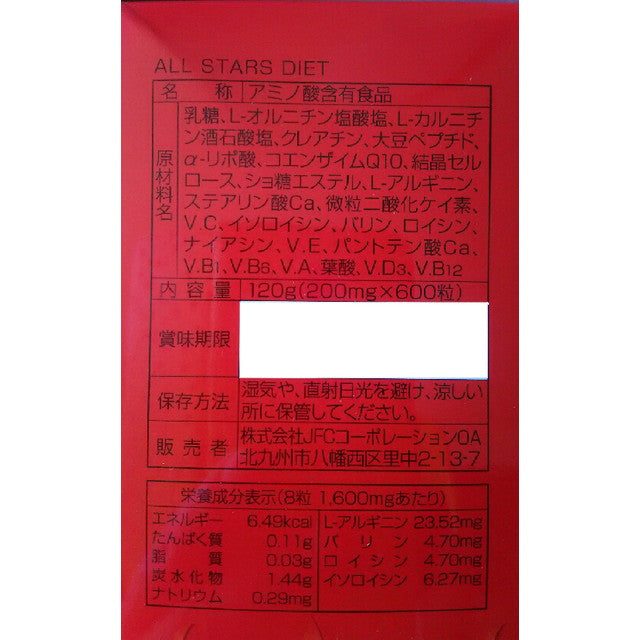 ALL STARS DIET
名 称 アミノ酸含有食品
原材料名
乳糖、L-オルニチン塩酸塩、L-カルニチ
ン酒石酸塩、クレアチン、大豆ペプチド、
α-リポ酸、コエンザイムQ10、結晶セル
ロース、ショ糖エステル、L-アルギニン、
ステアリン酸Ca、微粒二酸化ケイ素、
V.C、イソロイシン、バリン、ロイシン、
ナイアシン、V.E、パントテン酸Ca、
V.B1、V.B6、V.A、葉酸、V.D3、V.B12
内 容 量 120g(200mg×600粒)
賞味期限
保存方法 湿気や、直射日光を避け、涼しい
所に保管してください。
販 売 者 株式会社JFCコーポレーションOA
北九州市八幡西区里中2-13-7
栄養成分表示(8粒 1,600mgあたり)
エネルギー 6.49kcal
たんぱく質 0.11g
脂 質 0.03g
炭水化物 1.44g
ナトリウム 0.29mg
L-アルギニン 23.52mg
バ リ ン 4.70mg
ロ イ シ ン 4.70mg
イソロイシン 6.27mg